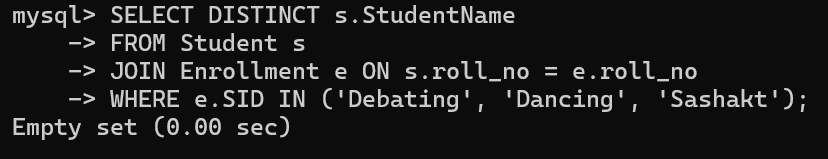 mysql> SELECT DISTINCT s.StudentName
    -> FROM Student s
    -> JOIN Enrollment e ON s.roll_no = e.roll_no
    -> WHERE e.SID IN ('Debating', 'Dancing', 'Sashakt');
Empty set (0.00 sec)